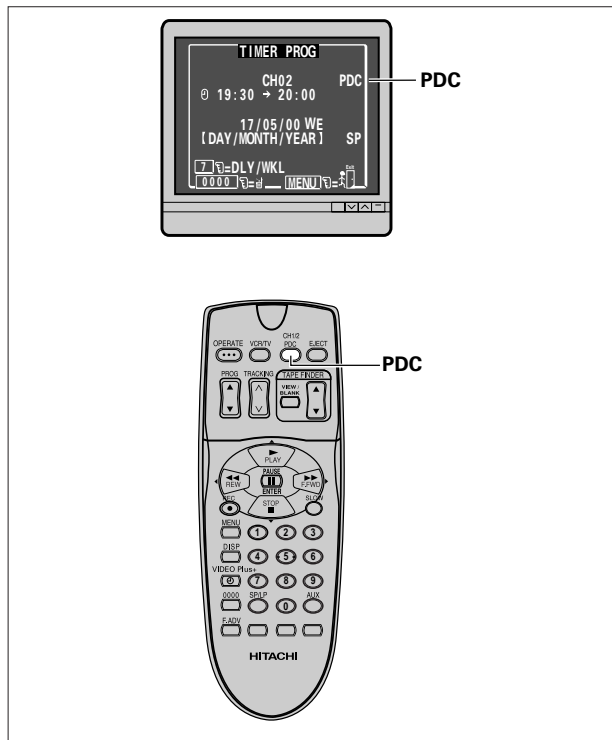 TIMER PROG
CH02 PDC
19:30 → 20:00
17/05/00 WE
[DAY/MONTH/YEAR] SP
7 =DLY/WKL
Exit
0000 = MENU =
PDC
CH1/2
OPERATE VCR/TV PDC EJECT
PDC
PROG TRACKING TAPE FINDER
VIEW /
BLANK
PLAY
REW PAUSE F.FWD
ENTER
REC STOP SLOW
MENU 1 2 3
DISP 4 5 6
VIDEO Plus+ 7 8 9
0000 SP/LP 0 AUX
F.ADV
HITACHI